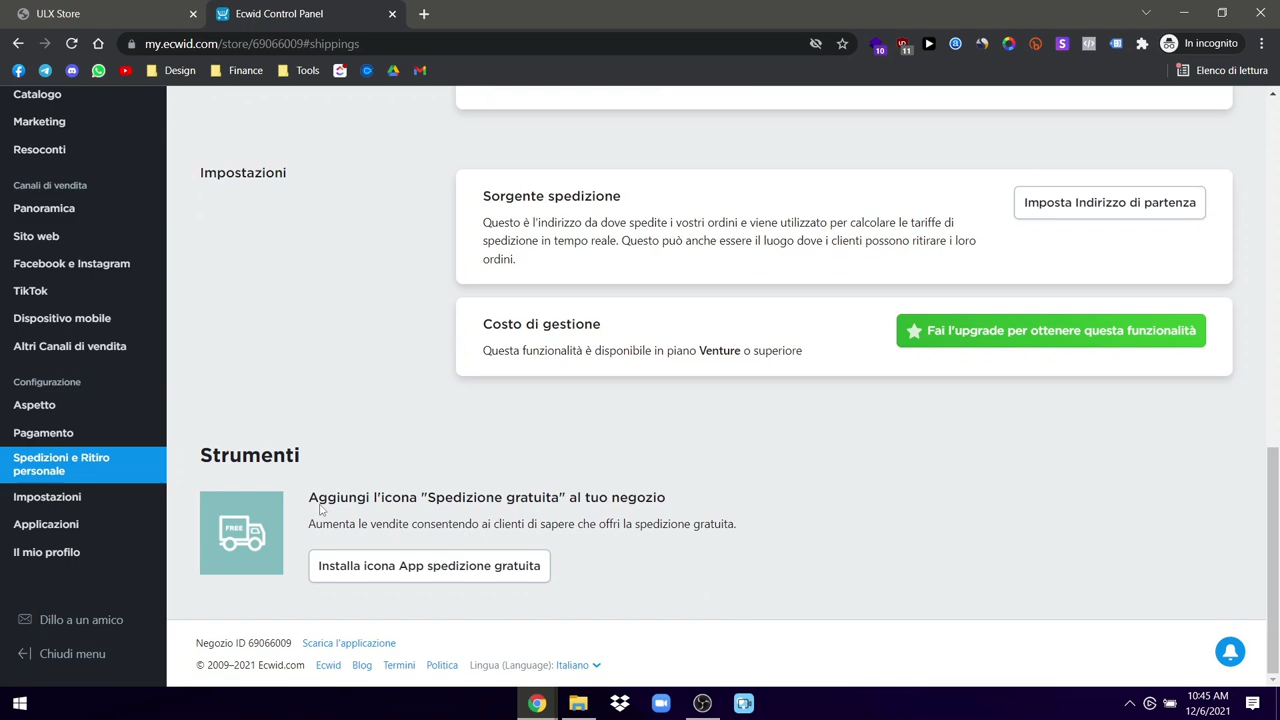 ULX Store
Ecwid Control Panel
my.ecwid.com/store/69066009#shippings
10
11
In incognito
Design
Finance
Tools
Elenco di lettura
Catalogo
Marketing
Resoconti
Canali di vendita
Panoramica
Sito web
Facebook e Instagram
TikTok
Dispositivo mobile
Altri Canali di vendita
Configurazione
Aspetto
Pagamento
Spedizioni e Ritiro
personale
Impostazioni
Applicazioni
Il mio profilo
Dillo a un amico
Chiudi menu
Impostazioni
Sorgente spedizione
Questo è l'indirizzo da dove spedite i vostri ordini e viene utilizzato per calcolare le tariffe di
spedizione in tempo reale. Questo può anche essere il luogo dove i clienti possono ritirare i loro
ordini.
Imposta Indirizzo di partenza
Costo di gestione
Questa funzionalità è disponibile in piano Venture o superiore
Fai l'upgrade per ottenere questa funzionalità
Strumenti
FREE
Aggiungi l'icona "Spedizione gratuita" al tuo negozio
Aumenta le vendite consentendo ai clienti di sapere che offri la spedizione gratuita.
Installa icona App spedizione gratuita
Negozio ID 69066009 Scarica l'applicazione
© 2009–2021 Ecwid.com Ecwid Blog Termini Politica Lingua (Language): Italiano
10:45 AM
12/6/2021